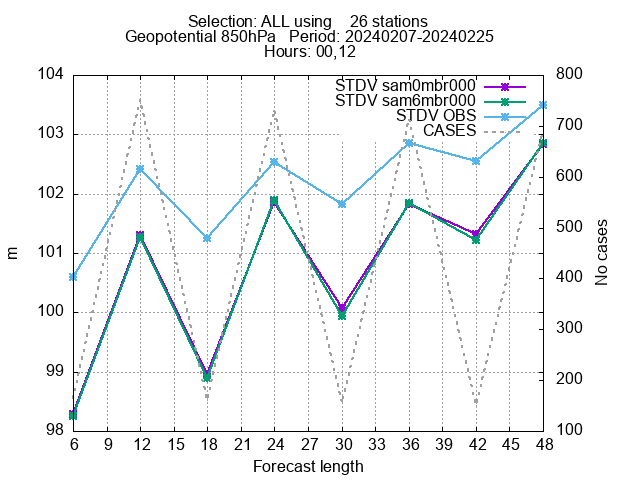 Selection: ALL using    26 stations
Geopotential 850hPa   Period: 20240207-20240225
Hours: 00,12
STDV sam0mbr000
STDV sam6mbr000
STDV OBS
CASES
104
103
102
101
100
99
98
m
800
700
600
500
400
300
200
100
No cases
6 9 12 15 18 21 24 27 30 33 36 39 42 45 48
Forecast length